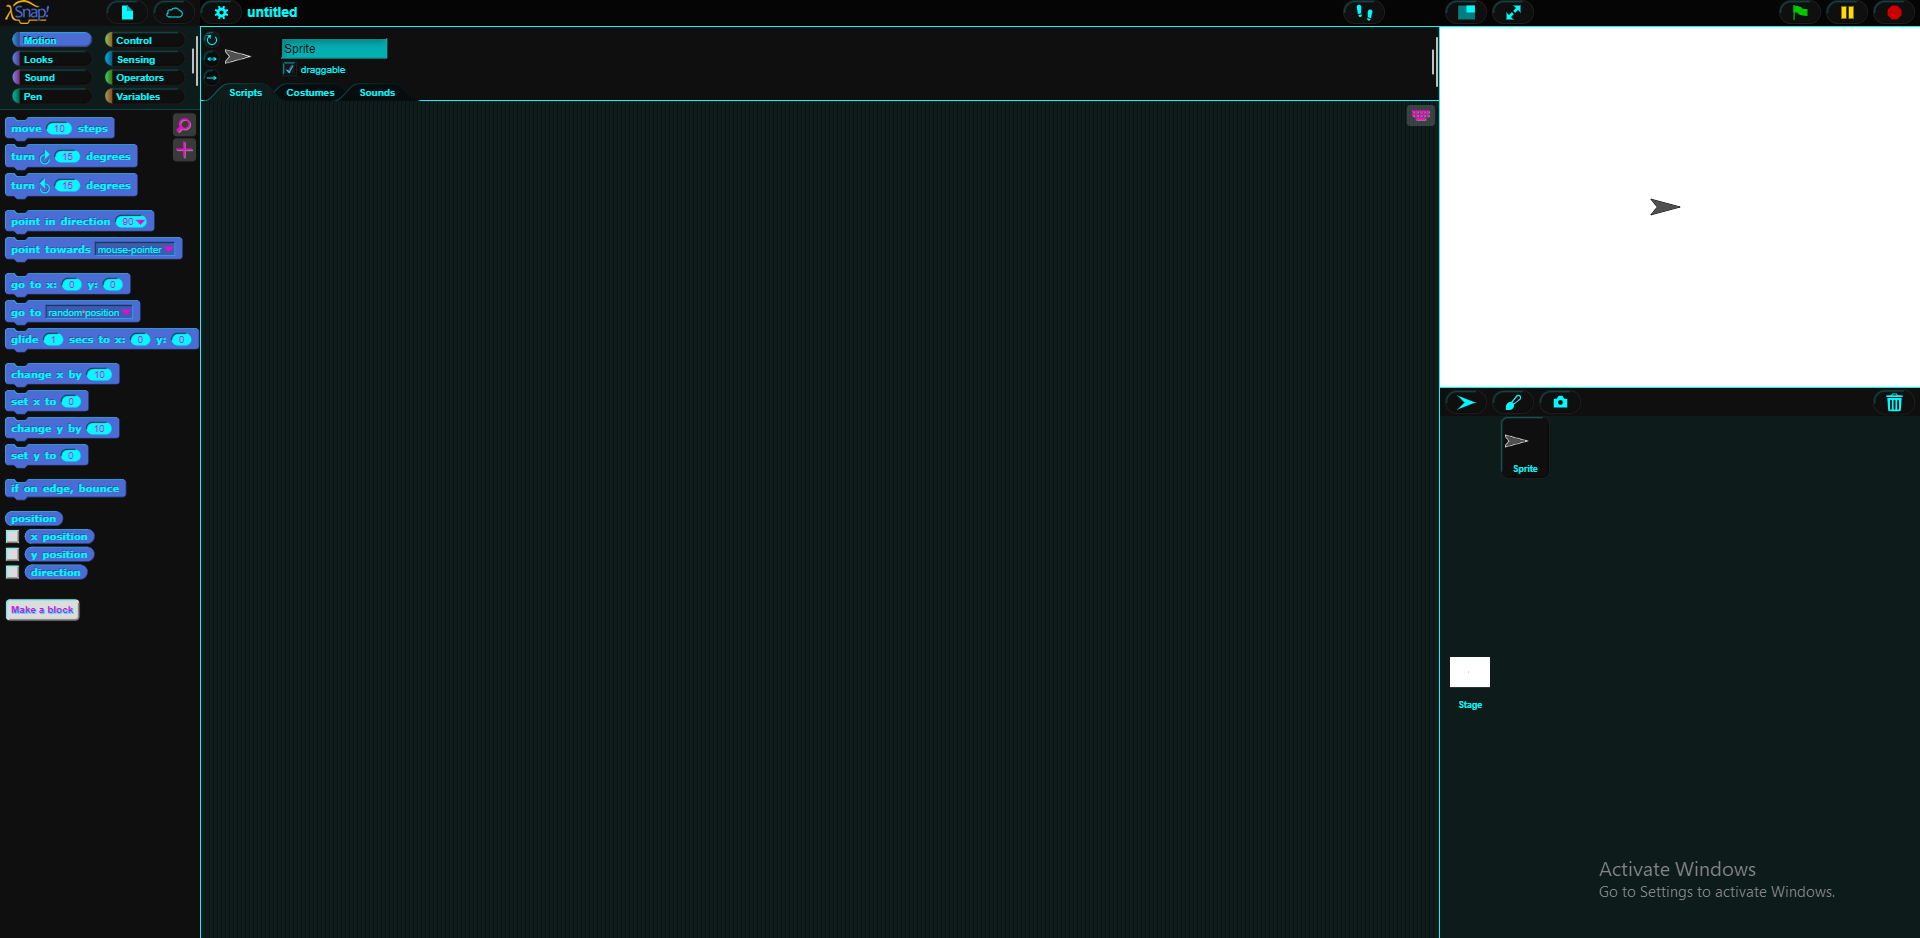 Snap!
untitled
Motion
Control
Looks
Sensing
Sound
Operators
Pen
Variables
Sprite
draggable
Scripts
Costumes
Sounds
move 10 steps
turn 15 degrees
turn 15 degrees
point in direction 90
point towards mouse-pointer
go to x: 0 y: 0
go to random position
glide 1 secs to x: 0 y: 0
change x by 10
set x to 0
change y by 10
set y to 0
if on edge, bounce
position
x position
y position
direction
Make a block
Sprite
Stage
Activate Windows
Go to Settings to activate Windows.